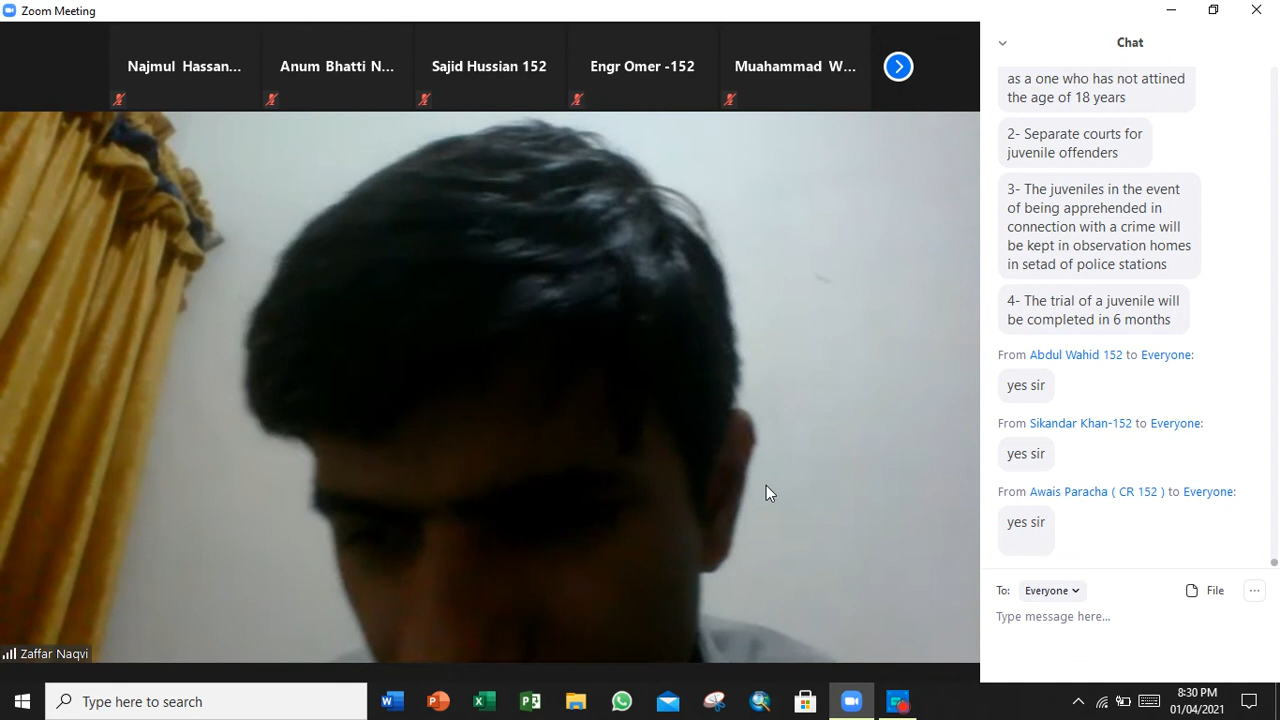 Zoom Meeting
Najmul Hassan...
Anum Bhatti N...
Sajid Hussian 152
Engr Omer -152
Muahammad W...
Chat
as a one who has not attined
the age of 18 years
2- Separate courts for
juvenile offenders
3- The juveniles in the event
of being apprehended in
connection with a crime will
be kept in observation homes
in setad of police stations
4- The trial of a juvenile will
be completed in 6 months
From Abdul Wahid 152 to Everyone:
yes sir
From Sikandar Khan-152 to Everyone:
yes sir
From Awais Paracha ( CR 152 ) to Everyone:
yes sir
To: Everyone File ...
Type message here...
Zaffar Naqvi
Type here to search
8:30 PM
01/04/2021